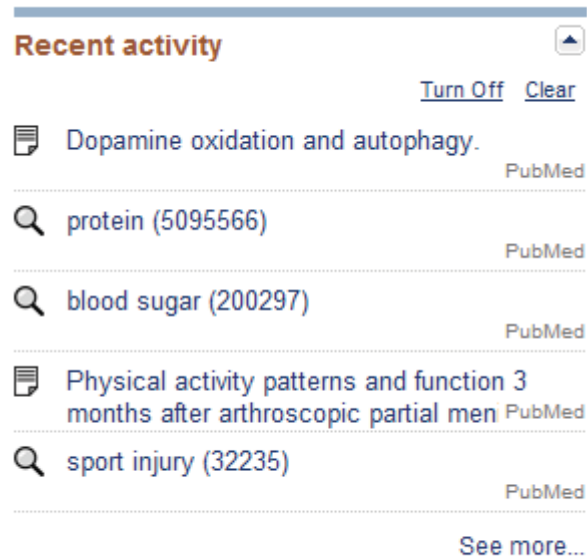 Recent activity
Turn Off Clear
Dopamine oxidation and autophagy.
PubMed
protein (5095566)
PubMed
blood sugar (200297)
PubMed
Physical activity patterns and function 3
months after arthroscopic partial men PubMed
sport injury (32235)
PubMed
See more...